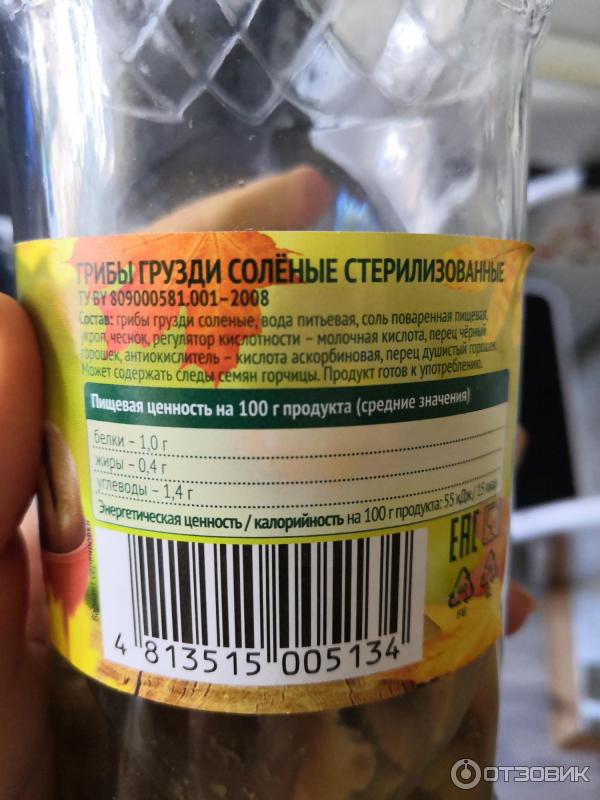 ГРИБЫ ГРУЗДИ СОЛЁНЫЕ СТЕРИЛИЗОВАННЫЕ
ТУ BY 809000581.001–2008
Состав: грибы грузди соленые, вода питьевая, соль поваренная пищевая,
укроп, чеснок, регулятор кислотности – молочная кислота, перец чёрный
горошек, антиокислитель – кислота аскорбиновая, перец душистый горошек.
Может содержать следы семян горчицы. Продукт готов к употреблению.
Пищевая ценность на 100 г продукта (средние значения)
белки – 1,0 г
жиры – 0,4 г
углеводы – 1,4 г
Энергетическая ценность / калорийность на 100 г продукта: 55 кДж / 13 ккал
EAC
4 813515 005134
ОТЗОВИК